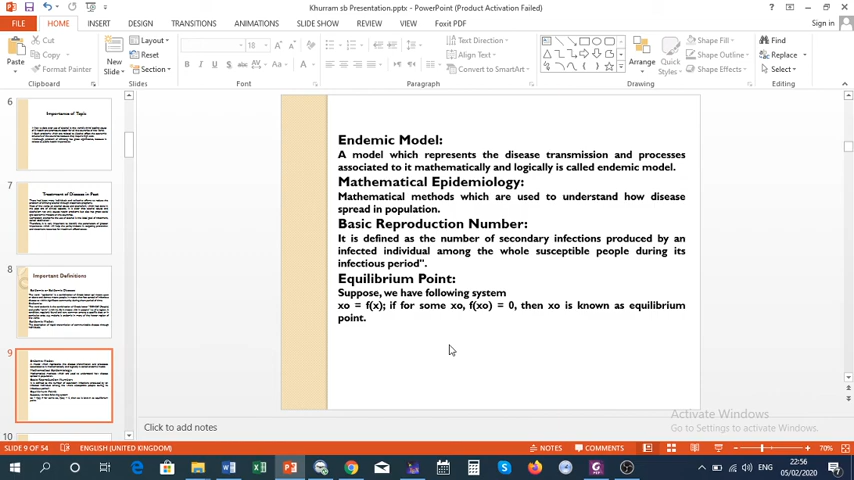 Khurram sb Presentation.pptx - PowerPoint (Product Activation Failed)
FILE HOME INSERT DESIGN TRANSITIONS ANIMATIONS SLIDE SHOW REVIEW VIEW Foxit PDF Sign in
Paste
Cut
Copy
Format Painter
Clipboard
New
Slide
Layout
Reset
Section
Slides
18
B I U S abc AV Aa A
Font
Text Direction
Align Text
Convert to SmartArt
Paragraph
Arrange
Quick
Styles
Shape Fill
Shape Outline
Shape Effects
Drawing
Find
Replace
Select
Editing
6
Importance of Topic
7
Treatment of Disease in Past
8
Important Definitions
9
10
Endemic Model:
A model which represents the disease transmission and processes
associated to it mathematically and logically is called endemic model.
Mathematical Epidemiology:
Mathematical methods which are used to understand how disease
spread in population.
Basic Reproduction Number:
It is defined as the number of secondary infections produced by an
infected individual among the whole susceptible people during its
infectious period".
Equilibrium Point:
Suppose, we have following system
xo = f(x); if for some xo, f(xo) = 0, then xo is known as equilibrium
point.
Click to add notes
Activate Windows
Go to Settings to activate Windows.
SLIDE 9 OF 54 ENGLISH (UNITED KINGDOM) NOTES COMMENTS 70%
ENG
22:56
05/02/2020